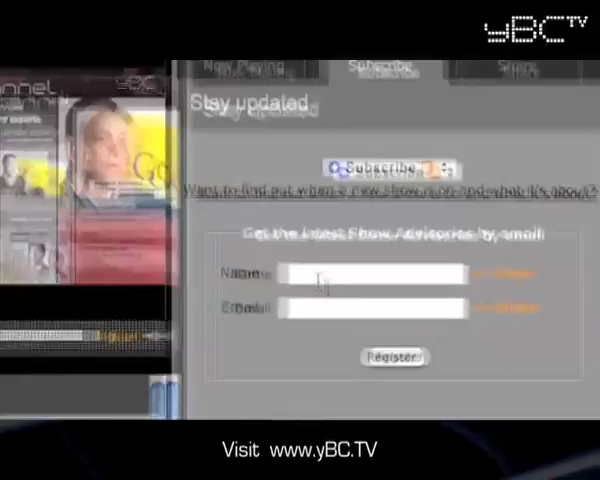 yBC TV
Now Playing Subscribe Share
Stay updated
Subscribe
Want to find out when a new show is on and what it's about?
Get the latest Show Advisories by email
Name
Email
Register
Visit www.yBC.TV